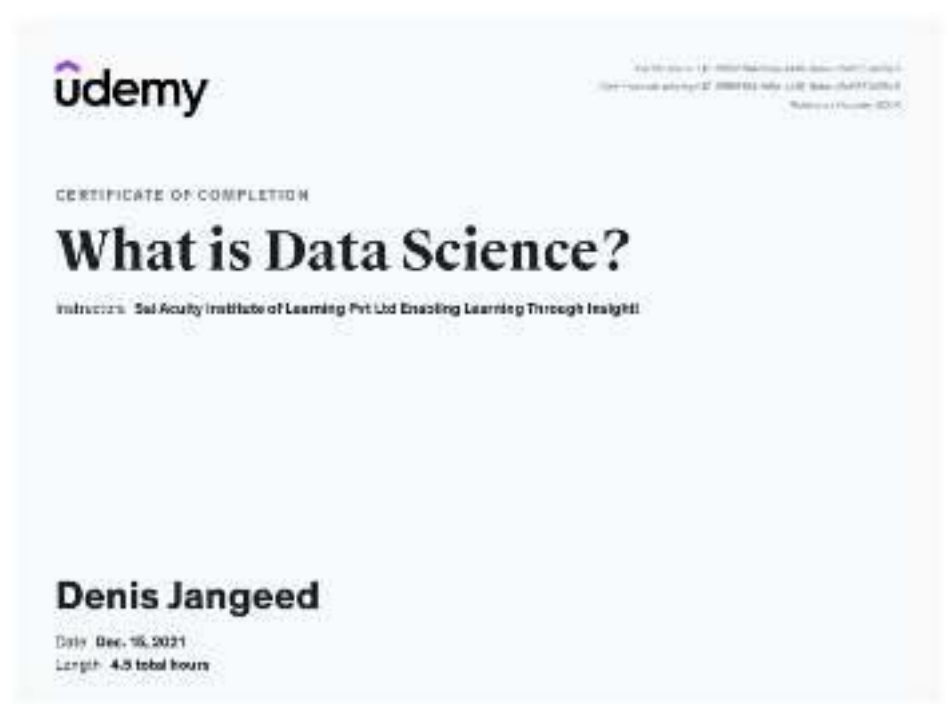 udemy
CERTIFICATE OF COMPLETION
What is Data Science?
Instructors Sai Acuity Institute of Learning Pvt Ltd Enabling Learning Through Insight!
Denis Jangeed
Date Dec. 15, 2021
Length 4.5 total hours